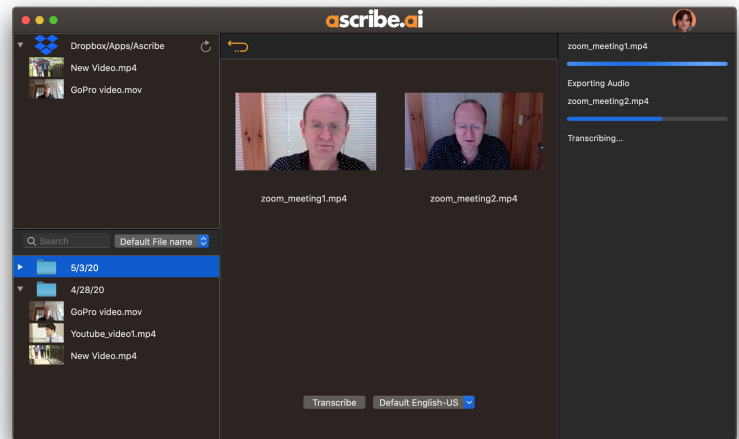 ascribe.ai
Dropbox/Apps/Ascribe
New Video.mp4
GoPro video.mov
Search
Default File name
5/3/20
4/28/20
GoPro video.mov
Youtube_video1.mp4
New Video.mp4
zoom_meeting1.mp4
zoom_meeting2.mp4
Transcribe
Default English-US
zoom_meeting1.mp4
Exporting Audio
zoom_meeting2.mp4
Transcribing...